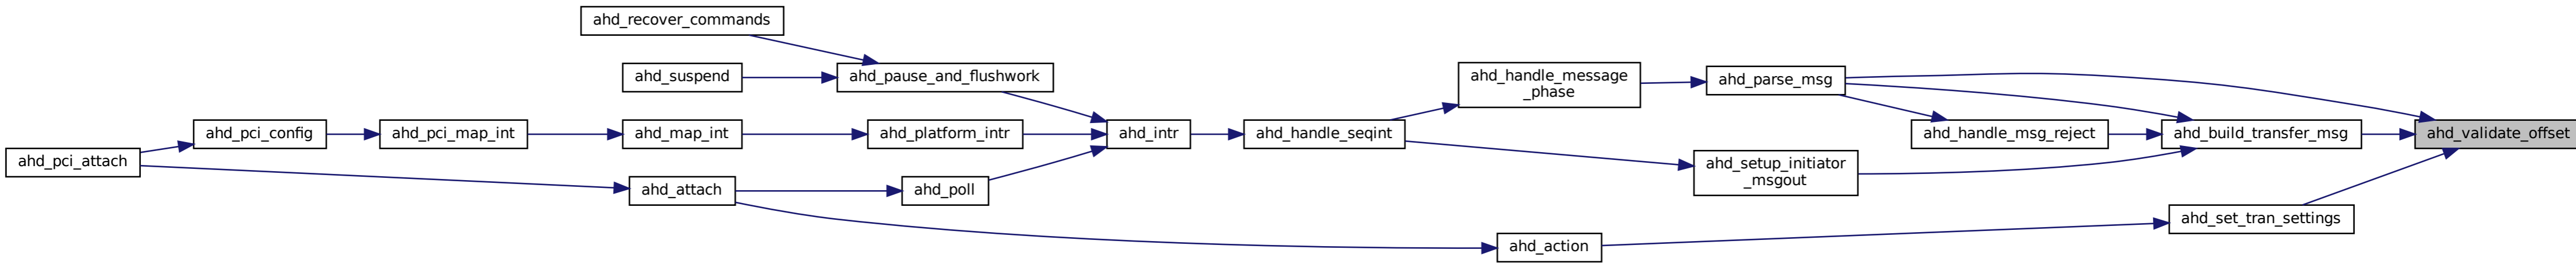 ahd_recover_commands
ahd_suspend
ahd_pause_and_flushwork
ahd_handle_message
_phase
ahd_parse_msg
ahd_pci_attach
ahd_pci_config
ahd_pci_map_int
ahd_map_int
ahd_platform_intr
ahd_intr
ahd_handle_seqint
ahd_handle_msg_reject
ahd_build_transfer_msg
ahd_validate_offset
ahd_attach
ahd_poll
ahd_setup_initiator
_msgout
ahd_set_tran_settings
ahd_action